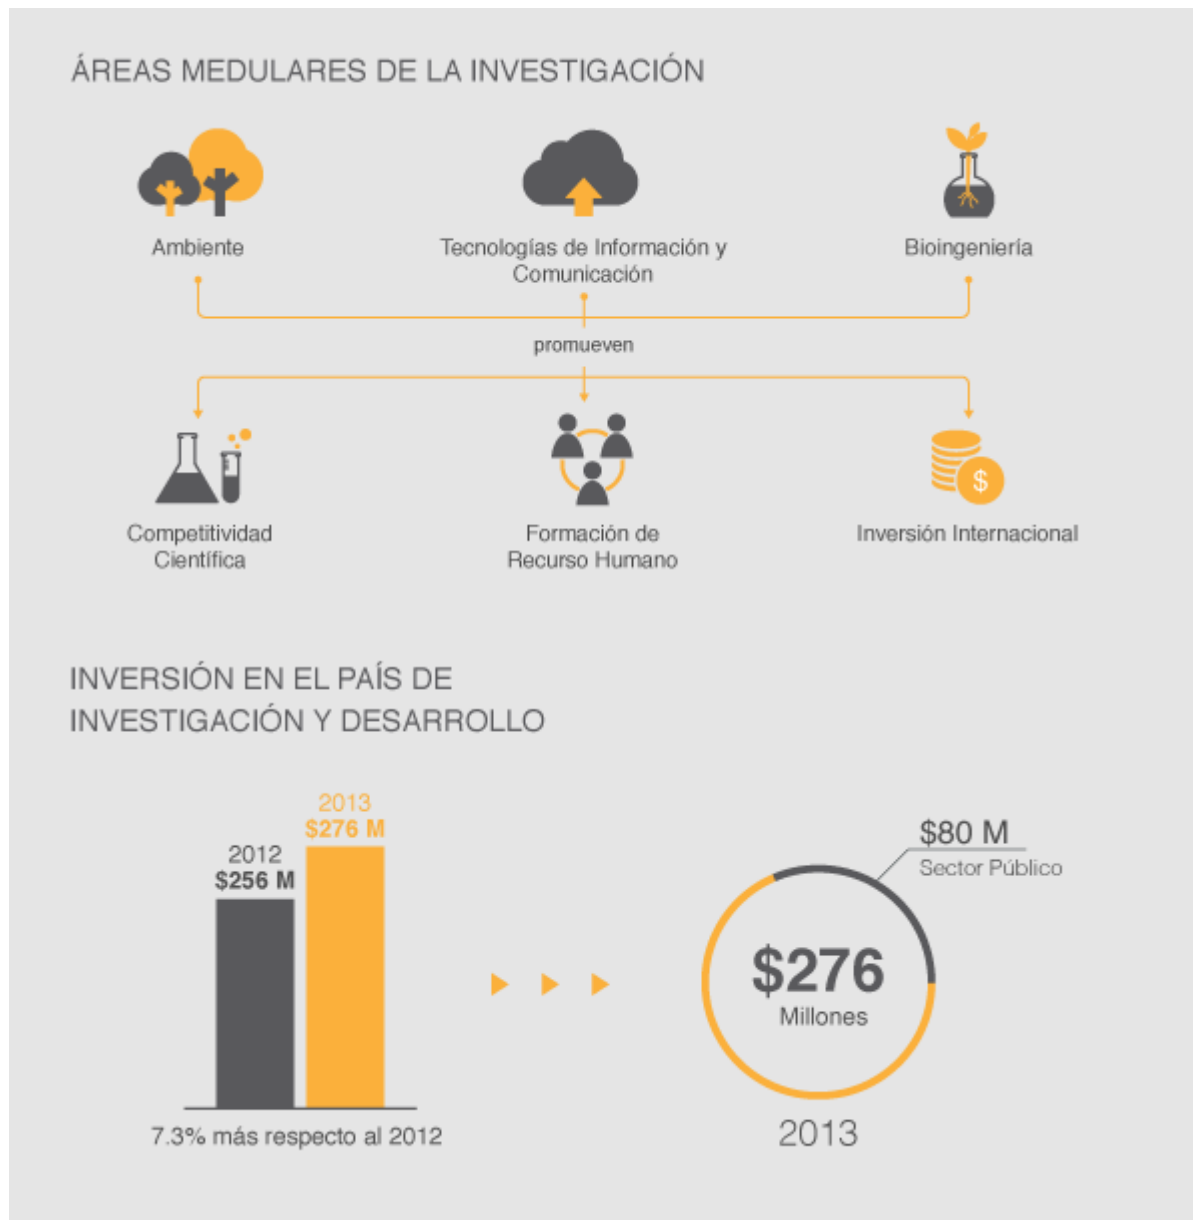 ÁREAS MEDULARES DE LA INVESTIGACIÓN
Ambiente
Tecnologías de Información y
Comunicación
Bioingeniería
promueven
Competitividad
Científica
Formación de
Recurso Humano
$
Inversión Internacional
INVERSIÓN EN EL PAÍS DE
INVESTIGACIÓN Y DESARROLLO
2012
$256 M
2013
$276 M
7.3% más respecto al 2012
$80 M
Sector Público
$276
Millones
2013